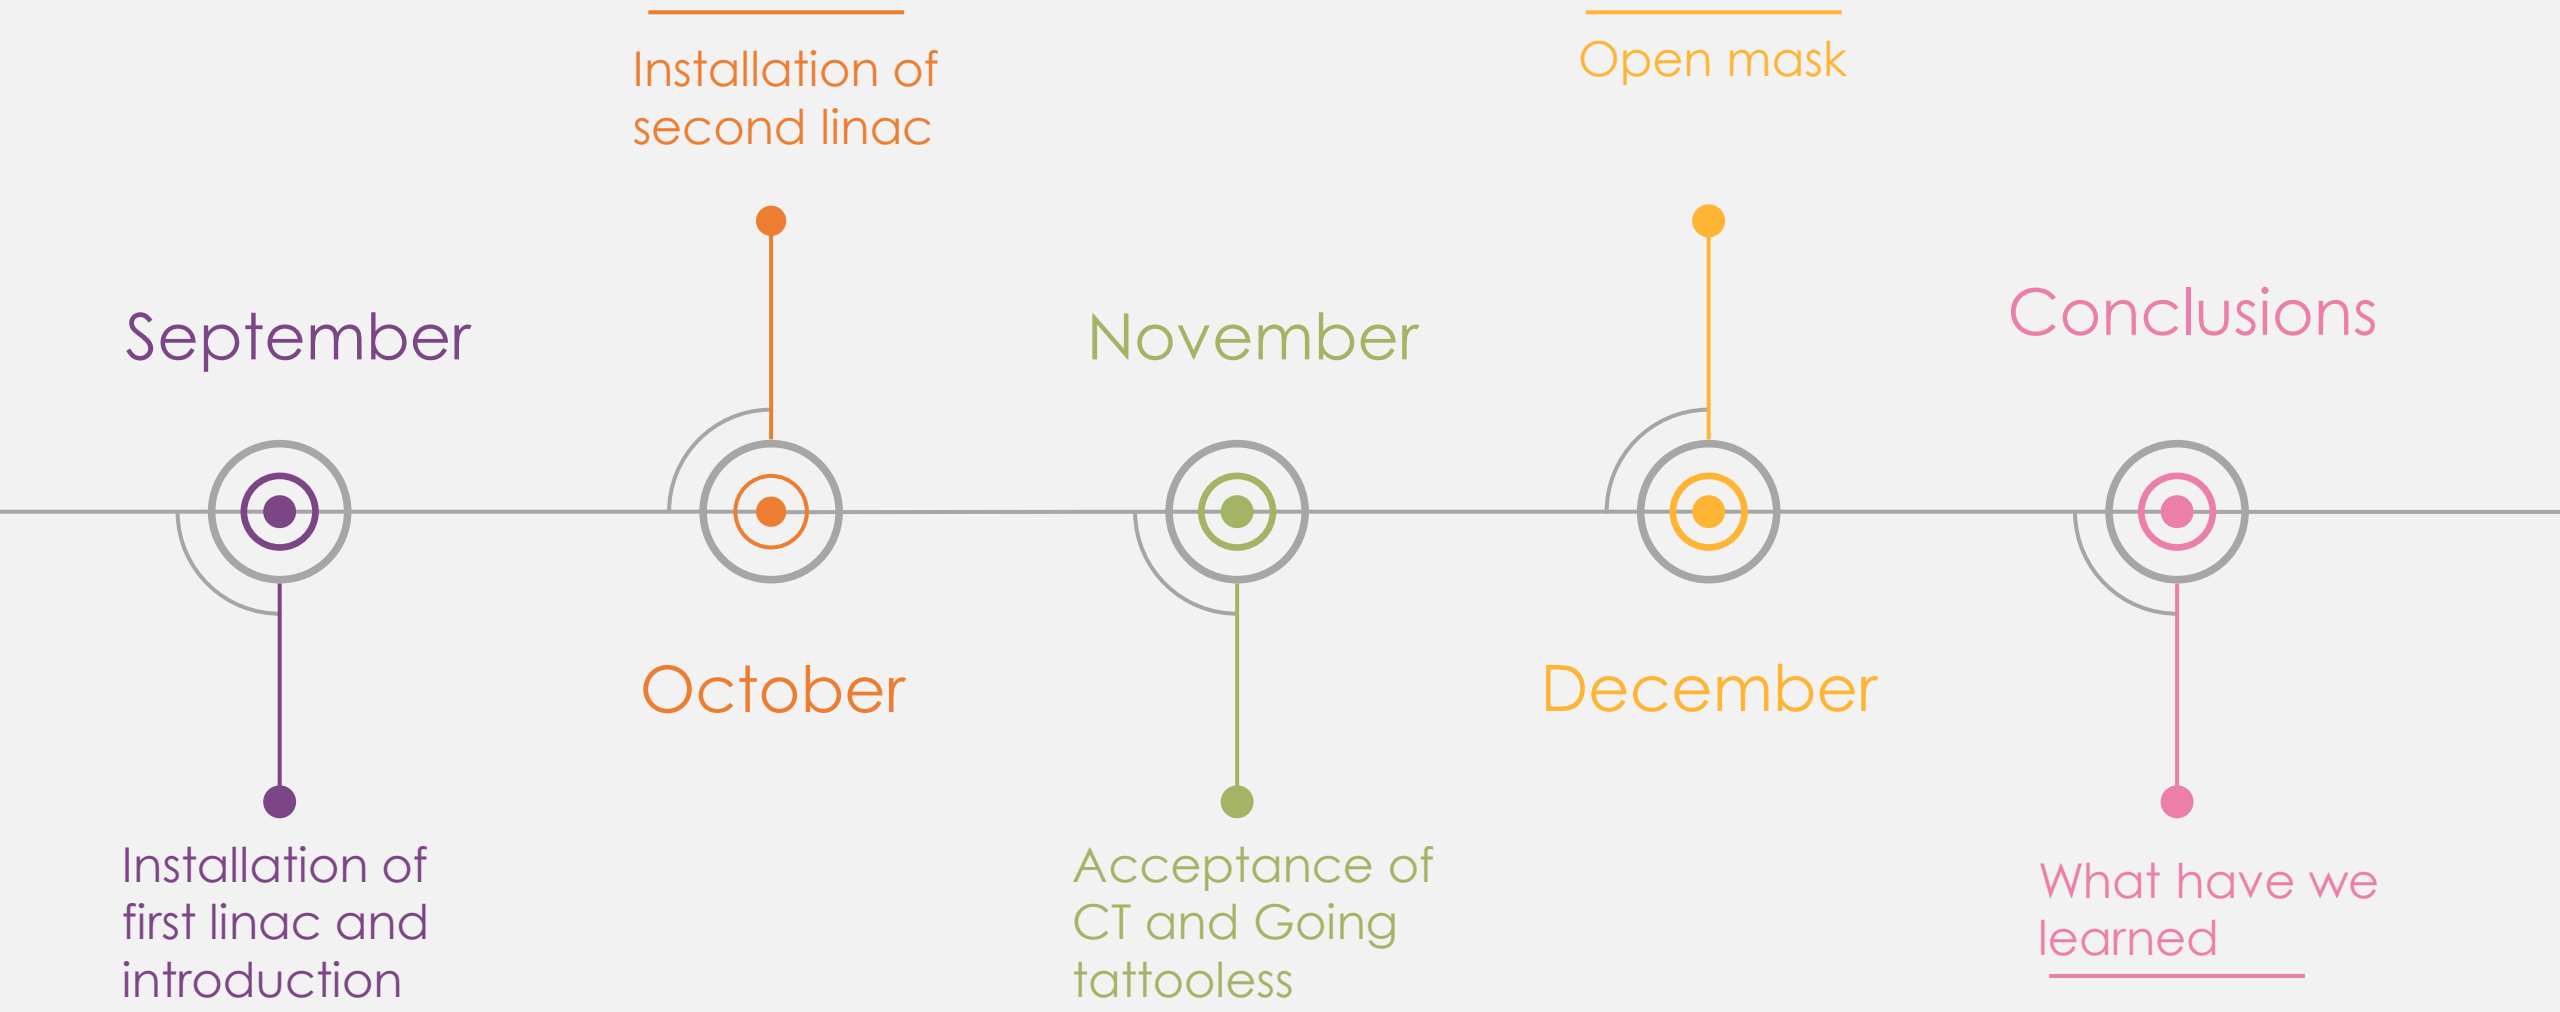 September
Installation of
first linac and
introduction
Installation of
second linac
October
November
Acceptance of
CT and Going
tattooless
Open mask
December
Conclusions
What have we
learned